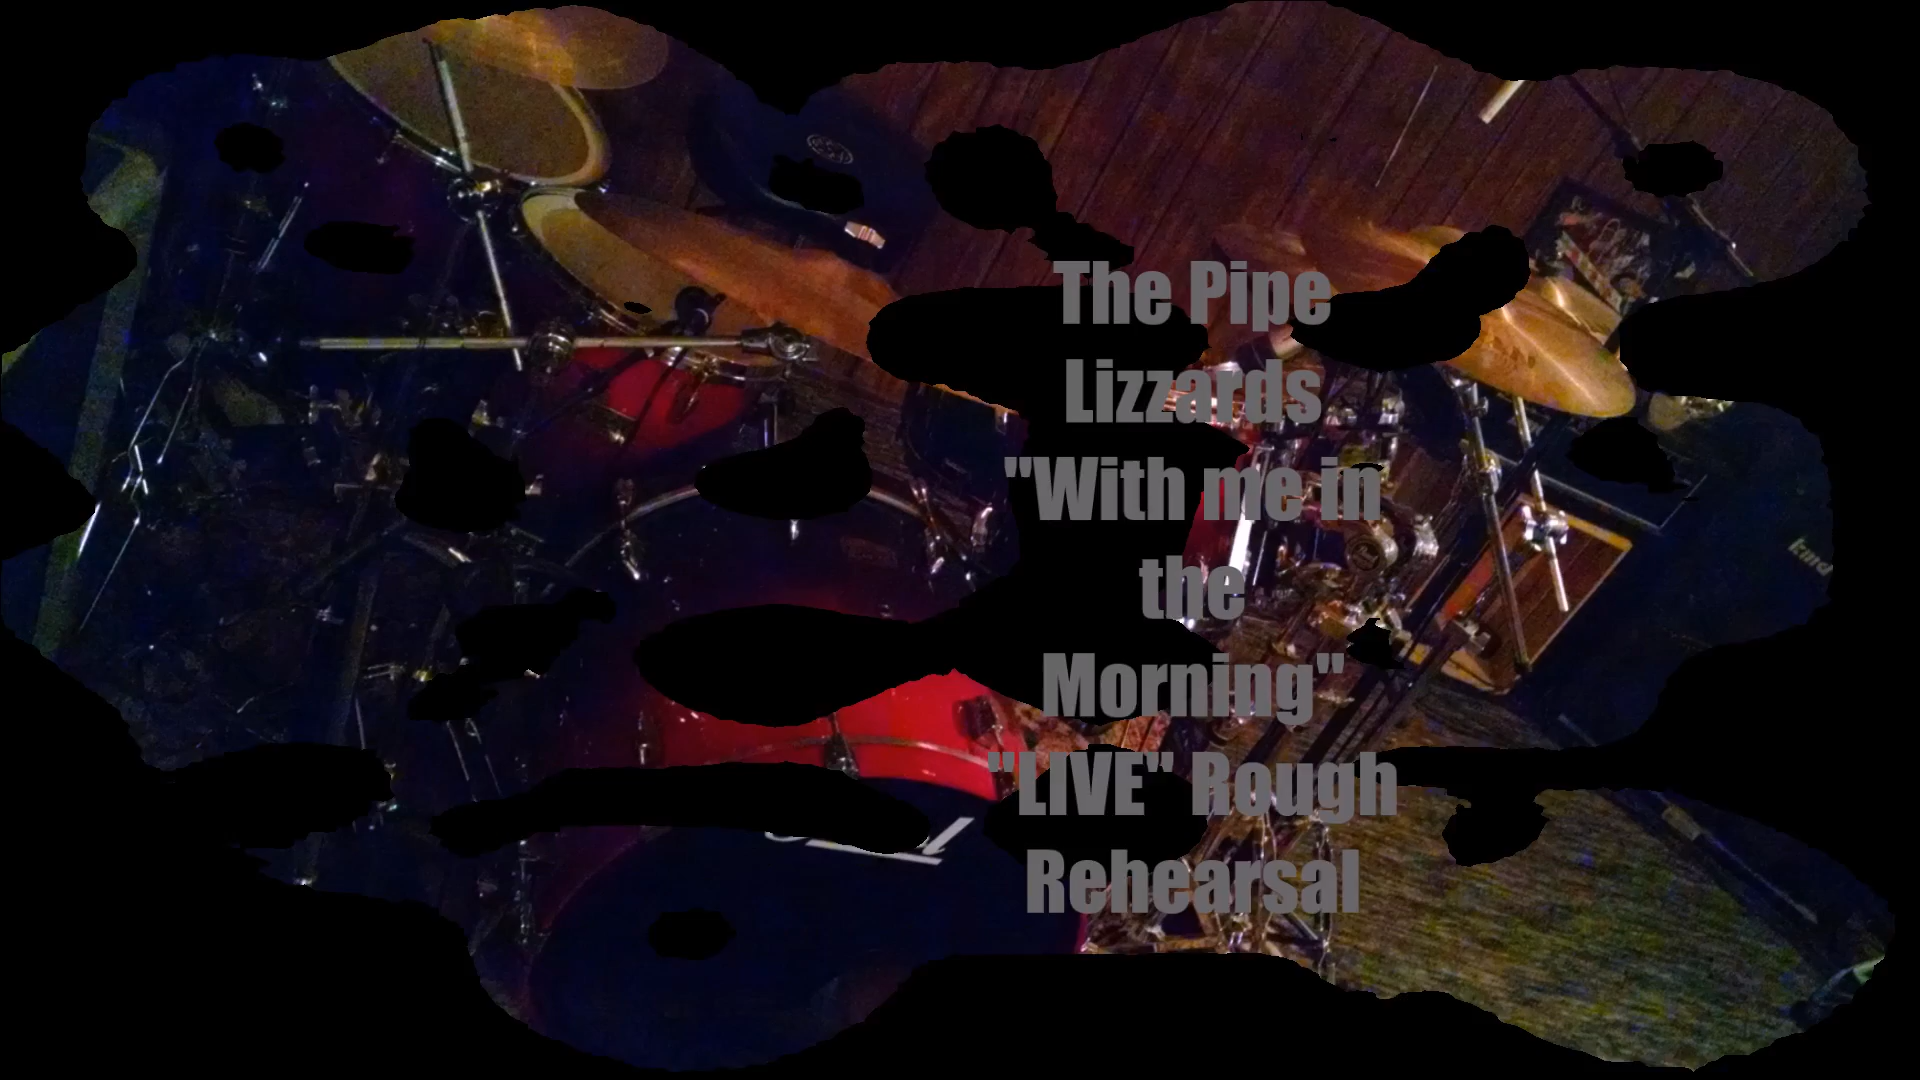 The Pipe
Lizzards
"With me in
the
Morning"
"LIVE" Rough
Rehearsal